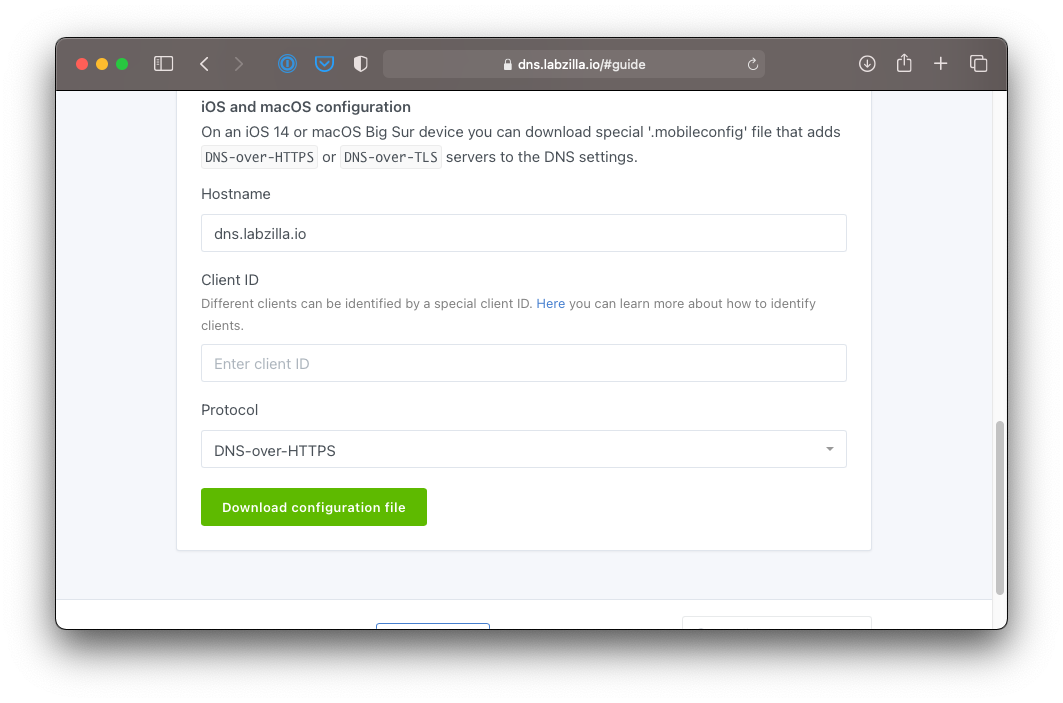 dns.labzilla.io/#guide
iOS and macOS configuration
On an iOS 14 or macOS Big Sur device you can download special '.mobileconfig' file that adds
DNS-over-HTTPS or DNS-over-TLS servers to the DNS settings.
Hostname
dns.labzilla.io
Client ID
Different clients can be identified by a special client ID. Here you can learn more about how to identify
clients.
Enter client ID
Protocol
DNS-over-HTTPS
Download configuration file